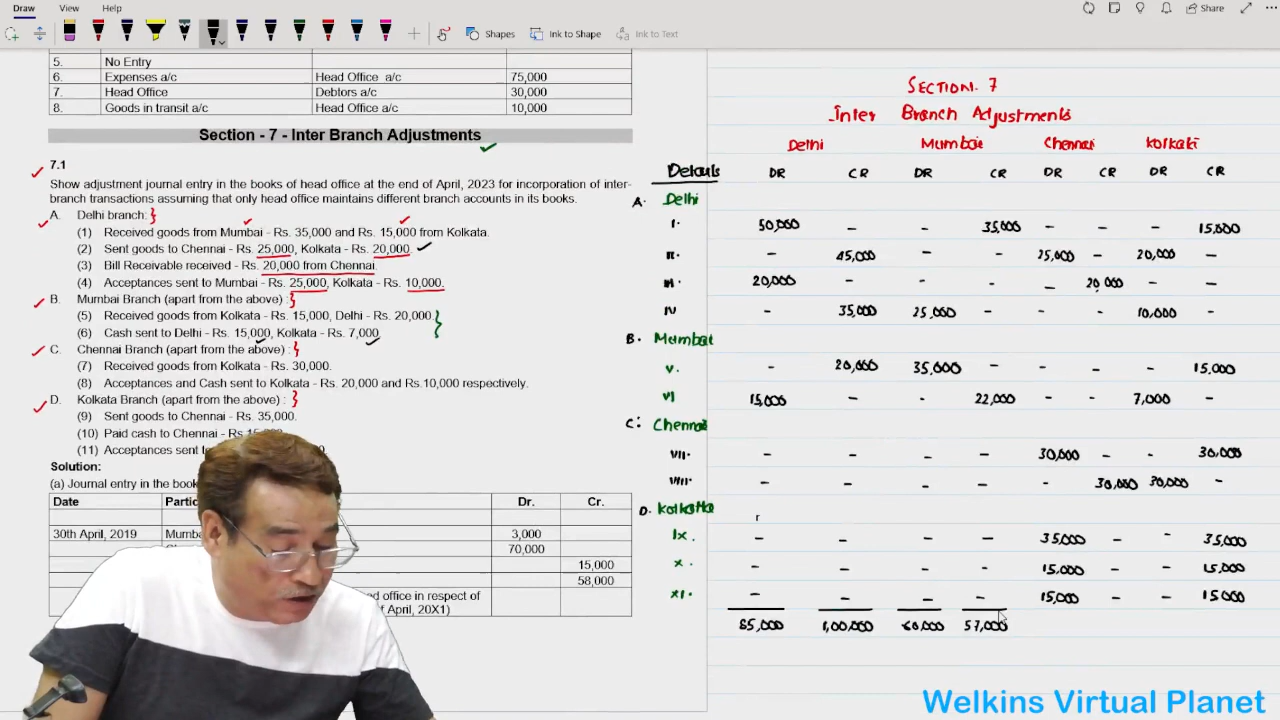 Draw View Help
Share
Shapes Ink to Shape Ink to Text
5. No Entry
6. Expenses a/c Head Office a/c 75,000
7. Head Office Debtors a/c 30,000
8. Goods in transit a/c Head Office a/c 10,000
Section - 7 - Inter Branch Adjustments
7.1
Show adjustment journal entry in the books of head office at the end of April, 2023 for incorporation of inter-
branch transactions assuming that only head office maintains different branch accounts in its books.
A. Delhi branch:
(1) Received goods from Mumbai - Rs. 35,000 and Rs. 15,000 from Kolkata.
(2) Sent goods to Chennai - Rs. 25,000, Kolkata - Rs. 20,000.
(3) Bill Receivable received - Rs. 20,000 from Chennai.
(4) Acceptances sent to Mumbai - Rs. 25,000, Kolkata - Rs. 10,000.
B. Mumbai Branch (apart from the above) :
(5) Received goods from Kolkata - Rs. 15,000, Delhi - Rs. 20,000.
(6) Cash sent to Delhi - Rs. 15,000, Kolkata - Rs. 7,000.
C. Chennai Branch (apart from the above) :
(7) Received goods from Kolkata - Rs. 30,000.
(8) Acceptances and Cash sent to Kolkata - Rs. 20,000 and Rs.10,000 respectively.
D. Kolkata Branch (apart from the above) :
(9) Sent goods to Chennai - Rs. 35,000.
(10) Paid cash to Chennai - Rs
(11) Acceptances sent
Solution:
(a) Journal entry in the book
Date Dr. Cr.
30th April, 2019 3,000
70,000
15,000
58,000
d office in respect of
of April, 20X1)
SECTION. 7
Inter Branch Adjustments
Delhi Mumbai Chennai Kolkati
Details DR CR DR CR DR CR DR CR
A. Delhi
I. 50,000 - - 35,000 - - - 15,000
II. - 45,000 - - 25,000 - 20,000 -
III. 20,000 - - - - 20,000 - -
IV - 35,000 25,000 - - - 10,000 -
B. Mumbai
V. - 20,000 35,000 - - - - 15,000
VI 15,000 - - 22,000 - - 7,000 -
C: Chennai
VII. - - - - 30,000 - - 30,000
VIII. - - - - - 30,000 30,000 -
D. Kolkatta
r
IX. - - - - 35,000 - - 35,000
X. - - - - 15,000 - - 15,000
XI. - - - - 15,000 - - 15000
85,000 1,00,000 60,000 57,000
Welkins Virtual Planet